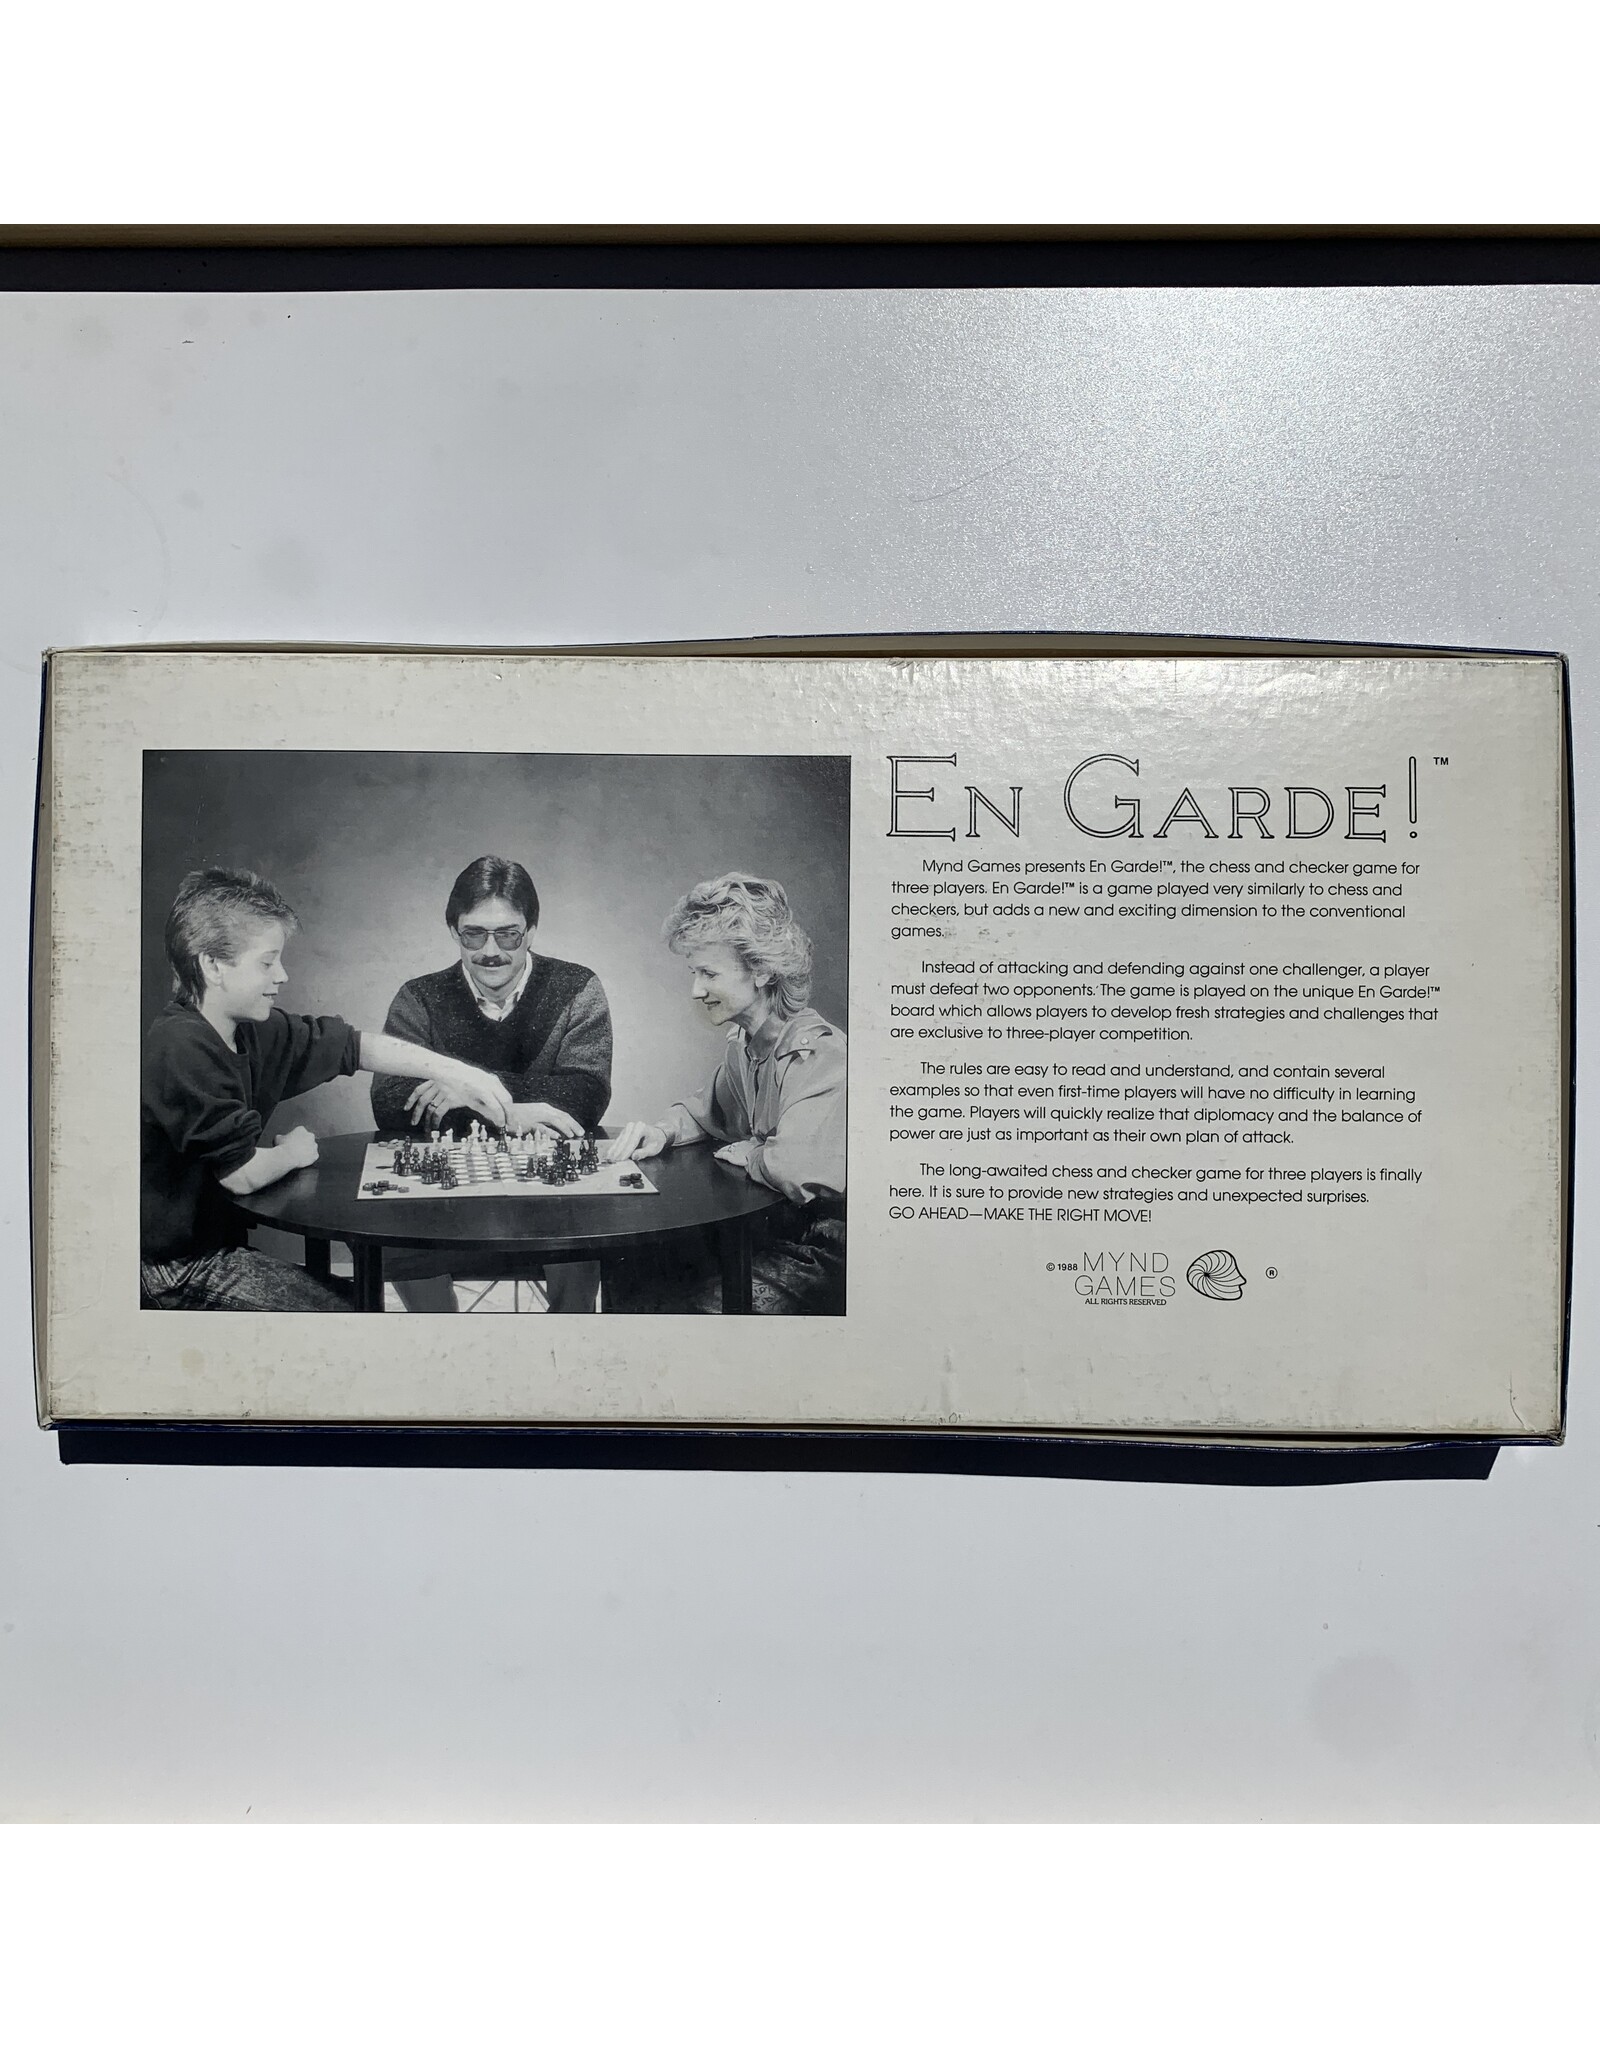 EN GARDE!™
Mynd Games presents En Garde!™, the chess and checker game for
three players. En Garde!™ is a game played very similarly to chess and
checkers, but adds a new and exciting dimension to the conventional
games.
Instead of attacking and defending against one challenger, a player
must defeat two opponents. The game is played on the unique En Garde!™
board which allows players to develop fresh strategies and challenges that
are exclusive to three-player competition.
The rules are easy to read and understand, and contain several
examples so that even first-time players will have no difficulty in learning
the game. Players will quickly realize that diplomacy and the balance of
power are just as important as their own plan of attack.
The long-awaited chess and checker game for three players is finally
here. It is sure to provide new strategies and unexpected surprises.
GO AHEAD—MAKE THE RIGHT MOVE!
© 1988 MYND
GAMES ®
ALL RIGHTS RESERVED